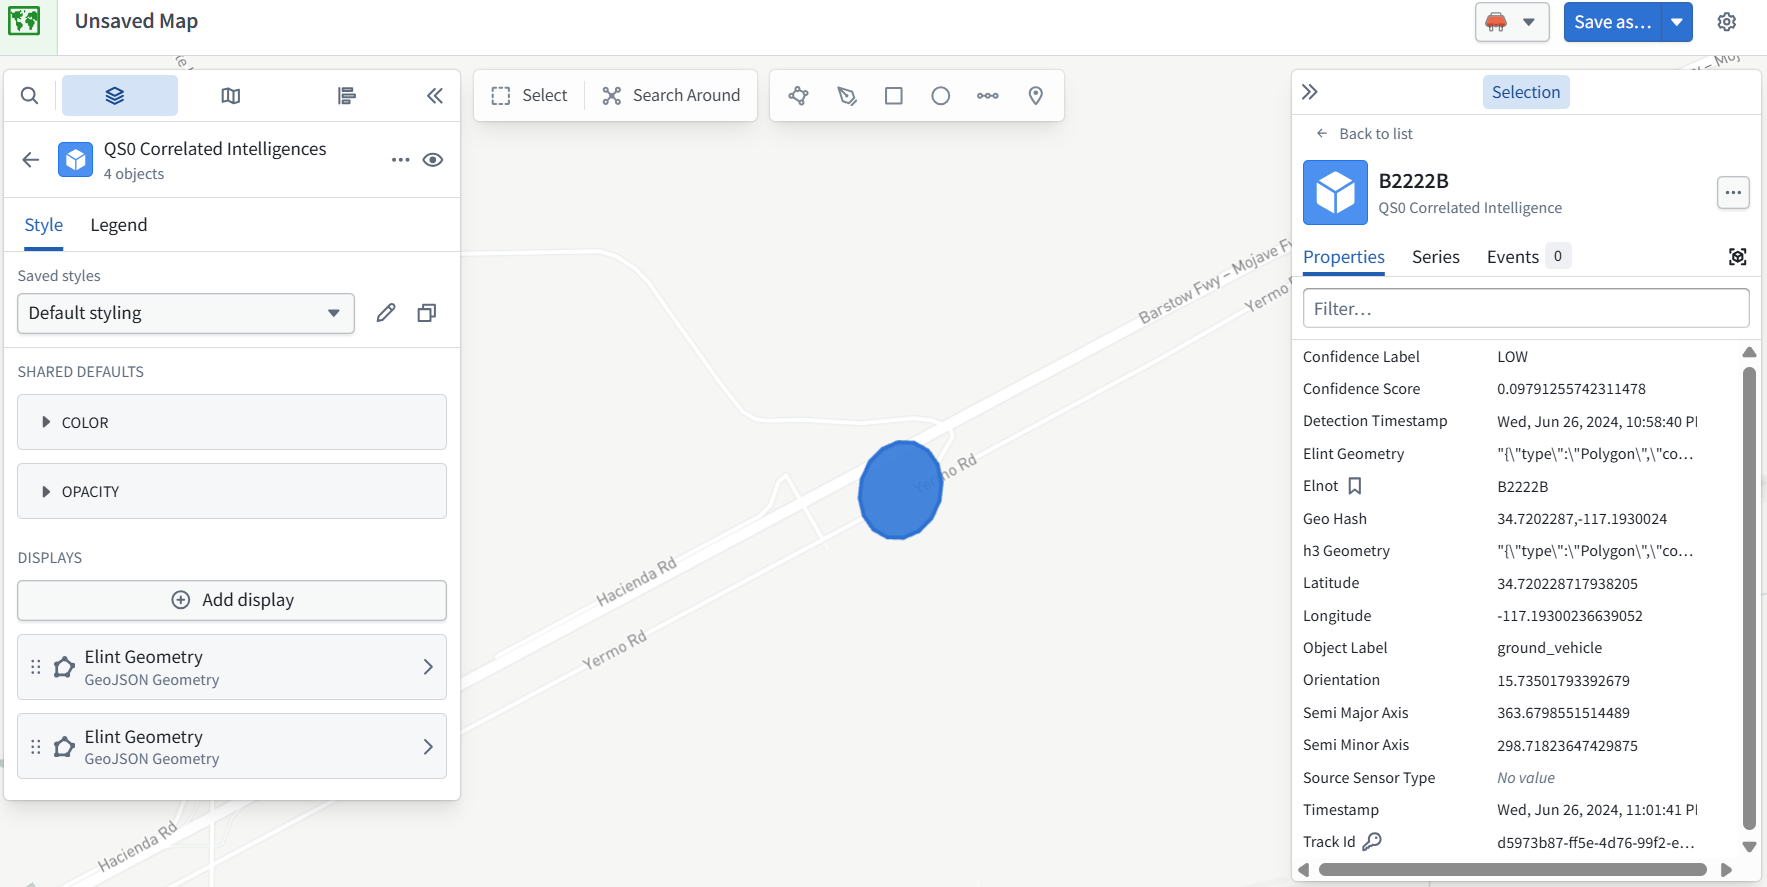 Unsaved Map
Save as...
Select
Search Around
Selection
Back to list
QS0 Correlated Intelligences
4 objects
B2222B
QS0 Correlated Intelligence
Style
Legend
Properties
Series
Events
0
Saved styles
Default styling
Filter...
SHARED DEFAULTS
COLOR
OPACITY
DISPLAYS
Add display
Elint Geometry
GeoJSON Geometry
Elint Geometry
GeoJSON Geometry
Barstow Fwy – Mojave Fw
Yermo
Yermo Rd
Hacienda Rd
Yermo Rd
Hacienda Rd
Confidence Label LOW
Confidence Score 0.09791255742311478
Detection Timestamp Wed, Jun 26, 2024, 10:58:40 P
Elint Geometry "{\"type\":\"Polygon\",\"co...
Elnot B2222B
Geo Hash 34.7202287,-117.1930024
h3 Geometry "{\"type\":\"Polygon\",\"co...
Latitude 34.720228717938205
Longitude -117.19300236639052
Object Label ground_vehicle
Orientation 15.73501793392679
Semi Major Axis 363.6798551514489
Semi Minor Axis 298.71823647429875
Source Sensor Type No value
Timestamp Wed, Jun 26, 2024, 11:01:41 P
Track Id d5973b87-ff5e-4d76-99f2-e...